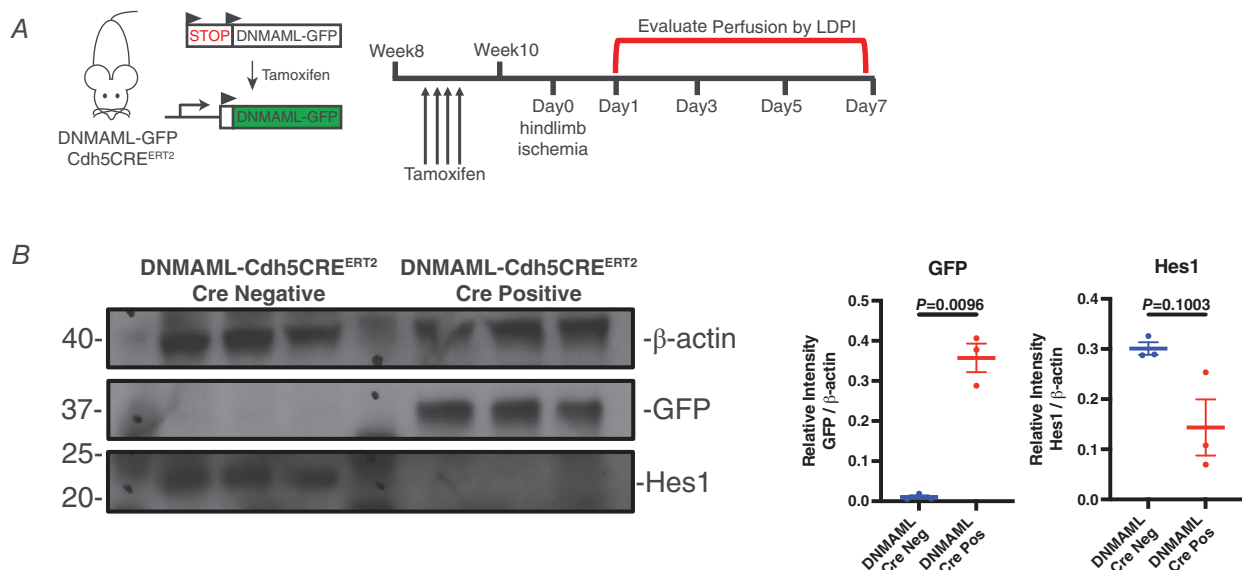 A
STOP DNMAML-GFP
Tamoxifen
DNMAML-GFP
DNMAML-GFP
Cdh5CRE^ERT2
Evaluate Perfusion by LDPI
Week8
Week10
Day0
hindlimb
ischemia
Day1
Day3
Day5
Day7
Tamoxifen
B
DNMAML-Cdh5CRE^ERT2
Cre Negative
DNMAML-Cdh5CRE^ERT2
Cre Positive
40-
-β-actin
37-
-GFP
25-
20-
-Hes1
GFP
P=0.0096
Relative Intensity
GFP / β-actin
0.5
0.4
0.3
0.2
0.1
0.0
DNMAML
Cre Neg
DNMAML
Cre Pos
Hes1
P=0.1003
Relative Intensity
Hes1 / β-actin
0.4
0.3
0.2
0.1
0.0
DNMAML
Cre Neg
DNMAML
Cre Pos